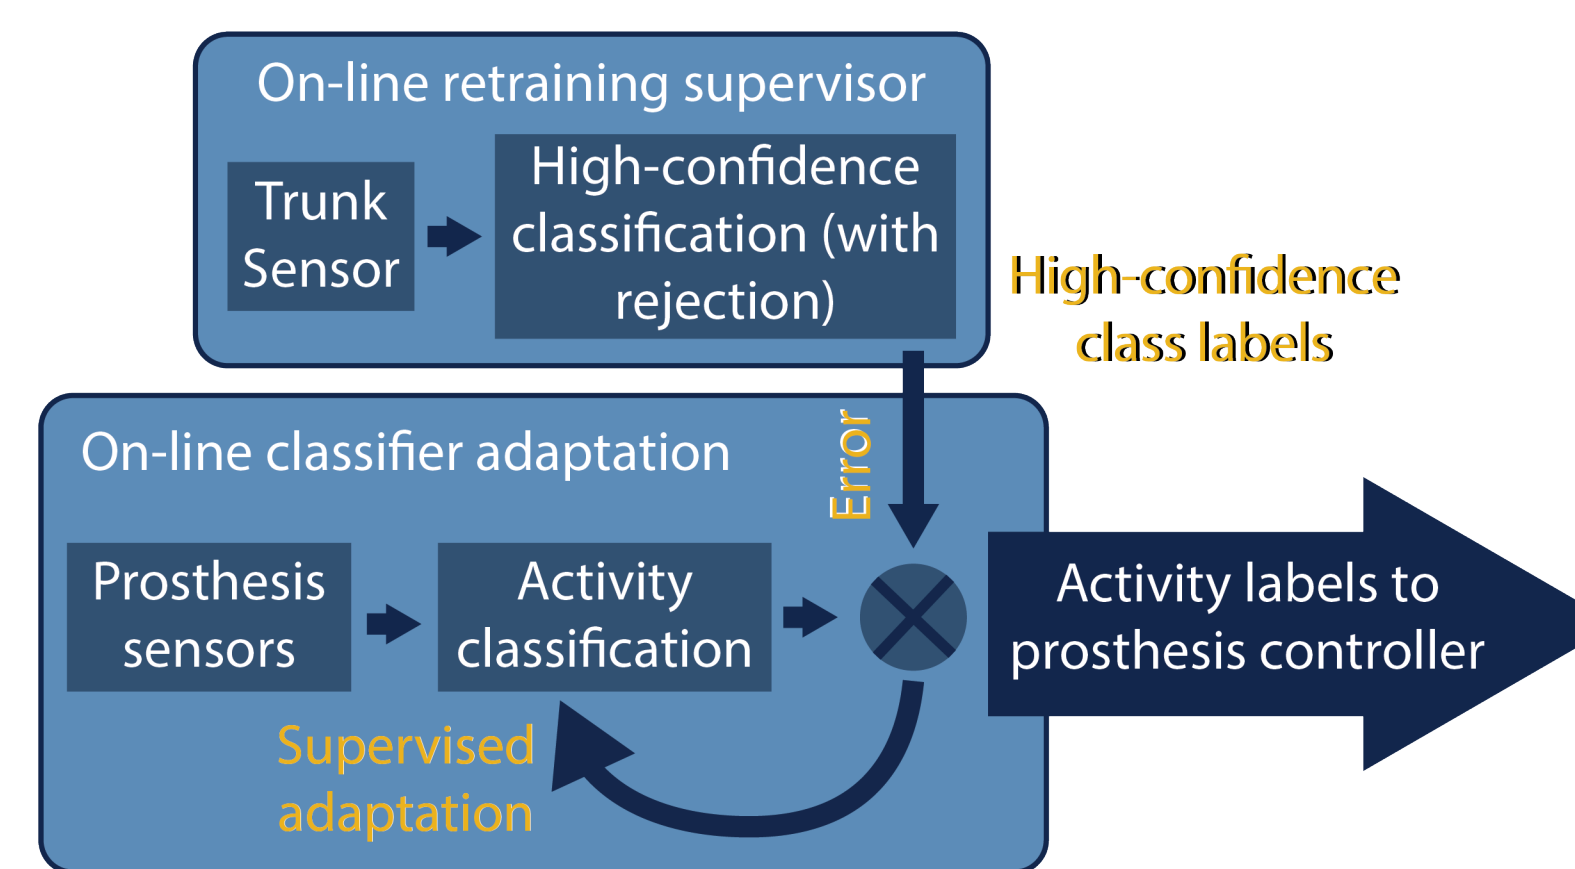 On-line retraining supervisor
Trunk
Sensor
High-confidence
classification (with
rejection)
High-confidence
class labels
Error
On-line classifier adaptation
Prosthesis
sensors
Activity
classification
Supervised
adaptation
Activity labels to
prosthesis controller